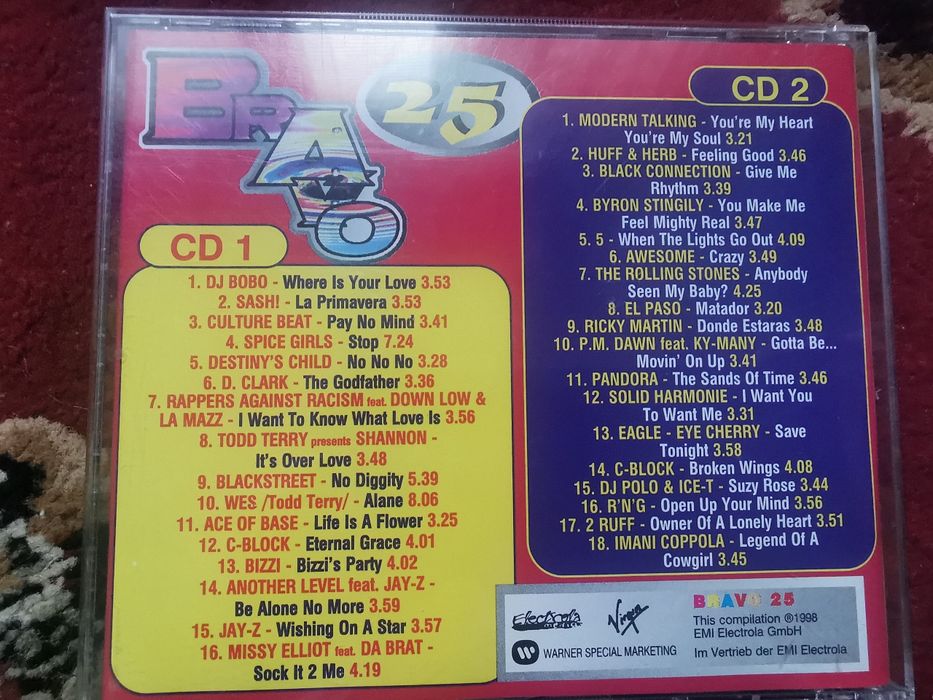 BRAVO
25
CD 1
1. DJ BOBO - Where Is Your Love 3.53
2. SASH! - La Primavera 3.53
3. CULTURE BEAT - Pay No Mind 3.41
4. SPICE GIRLS - Stop 7.24
5. DESTINY'S CHILD - No No No 3.28
6. D. CLARK - The Godfather 3.36
7. RAPPERS AGAINST RACISM feat. DOWN LOW &
LA MAZZ - I Want To Know What Love Is 3.56
8. TODD TERRY presents SHANNON -
It's Over Love 3.48
9. BLACKSTREET - No Diggity 5.39
10. WES /Todd Terry/ - Alane 8.06
11. ACE OF BASE - Life Is A Flower 3.25
12. C-BLOCK - Eternal Grace 4.01
13. BIZZI - Bizzi's Party 4.02
14. ANOTHER LEVEL feat. JAY-Z -
Be Alone No More 3.59
15. JAY-Z - Wishing On A Star 3.57
16. MISSY ELLIOT feat. DA BRAT -
Sock It 2 Me 4.19
CD 2
1. MODERN TALKING - You're My Heart
You're My Soul 3.21
2. HUFF & HERB - Feeling Good 3.46
3. BLACK CONNECTION - Give Me
Rhythm 3.39
4. BYRON STINGILY - You Make Me
Feel Mighty Real 3.47
5. 5 - When The Lights Go Out 4.09
6. AWESOME - Crazy 3.49
7. THE ROLLING STONES - Anybody
Seen My Baby? 4.25
8. EL PASO - Matador 3.20
9. RICKY MARTIN - Donde Estaras 3.48
10. P.M. DAWN feat. KY-MANY - Gotta Be...
Movin' On Up 3.41
11. PANDORA - The Sands Of Time 3.46
12. SOLID HARMONIE - I Want You
To Want Me 3.31
13. EAGLE - EYE CHERRY - Save
Tonight 3.58
14. C-BLOCK - Broken Wings 4.08
15. DJ POLO & ICE-T - Suzy Rose 3.44
16. R'N'G - Open Up Your Mind 3.56
17. 2 RUFF - Owner Of A Lonely Heart 3.51
18. IMANI COPPOLA - Legend Of A
Cowgirl 3.45
Electrola
Virgin
WARNER SPECIAL MARKETING
BRAVO 25
This compilation ℗1998
EMI Electrola GmbH
Im Vertrieb der EMI Electrola